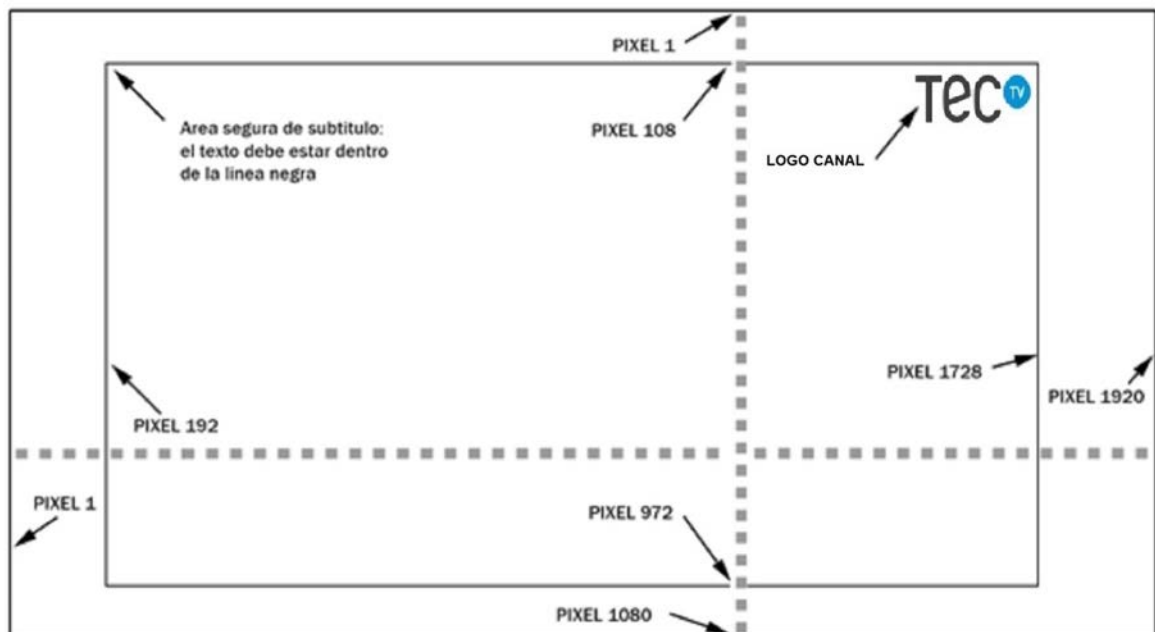 PIXEL 1
TEC TV
Area segura de subtitulo:
el texto debe estar dentro
de la linea negra
PIXEL 108
LOGO CANAL
PIXEL 1728
PIXEL 1920
PIXEL 192
PIXEL 1
PIXEL 972
PIXEL 1080